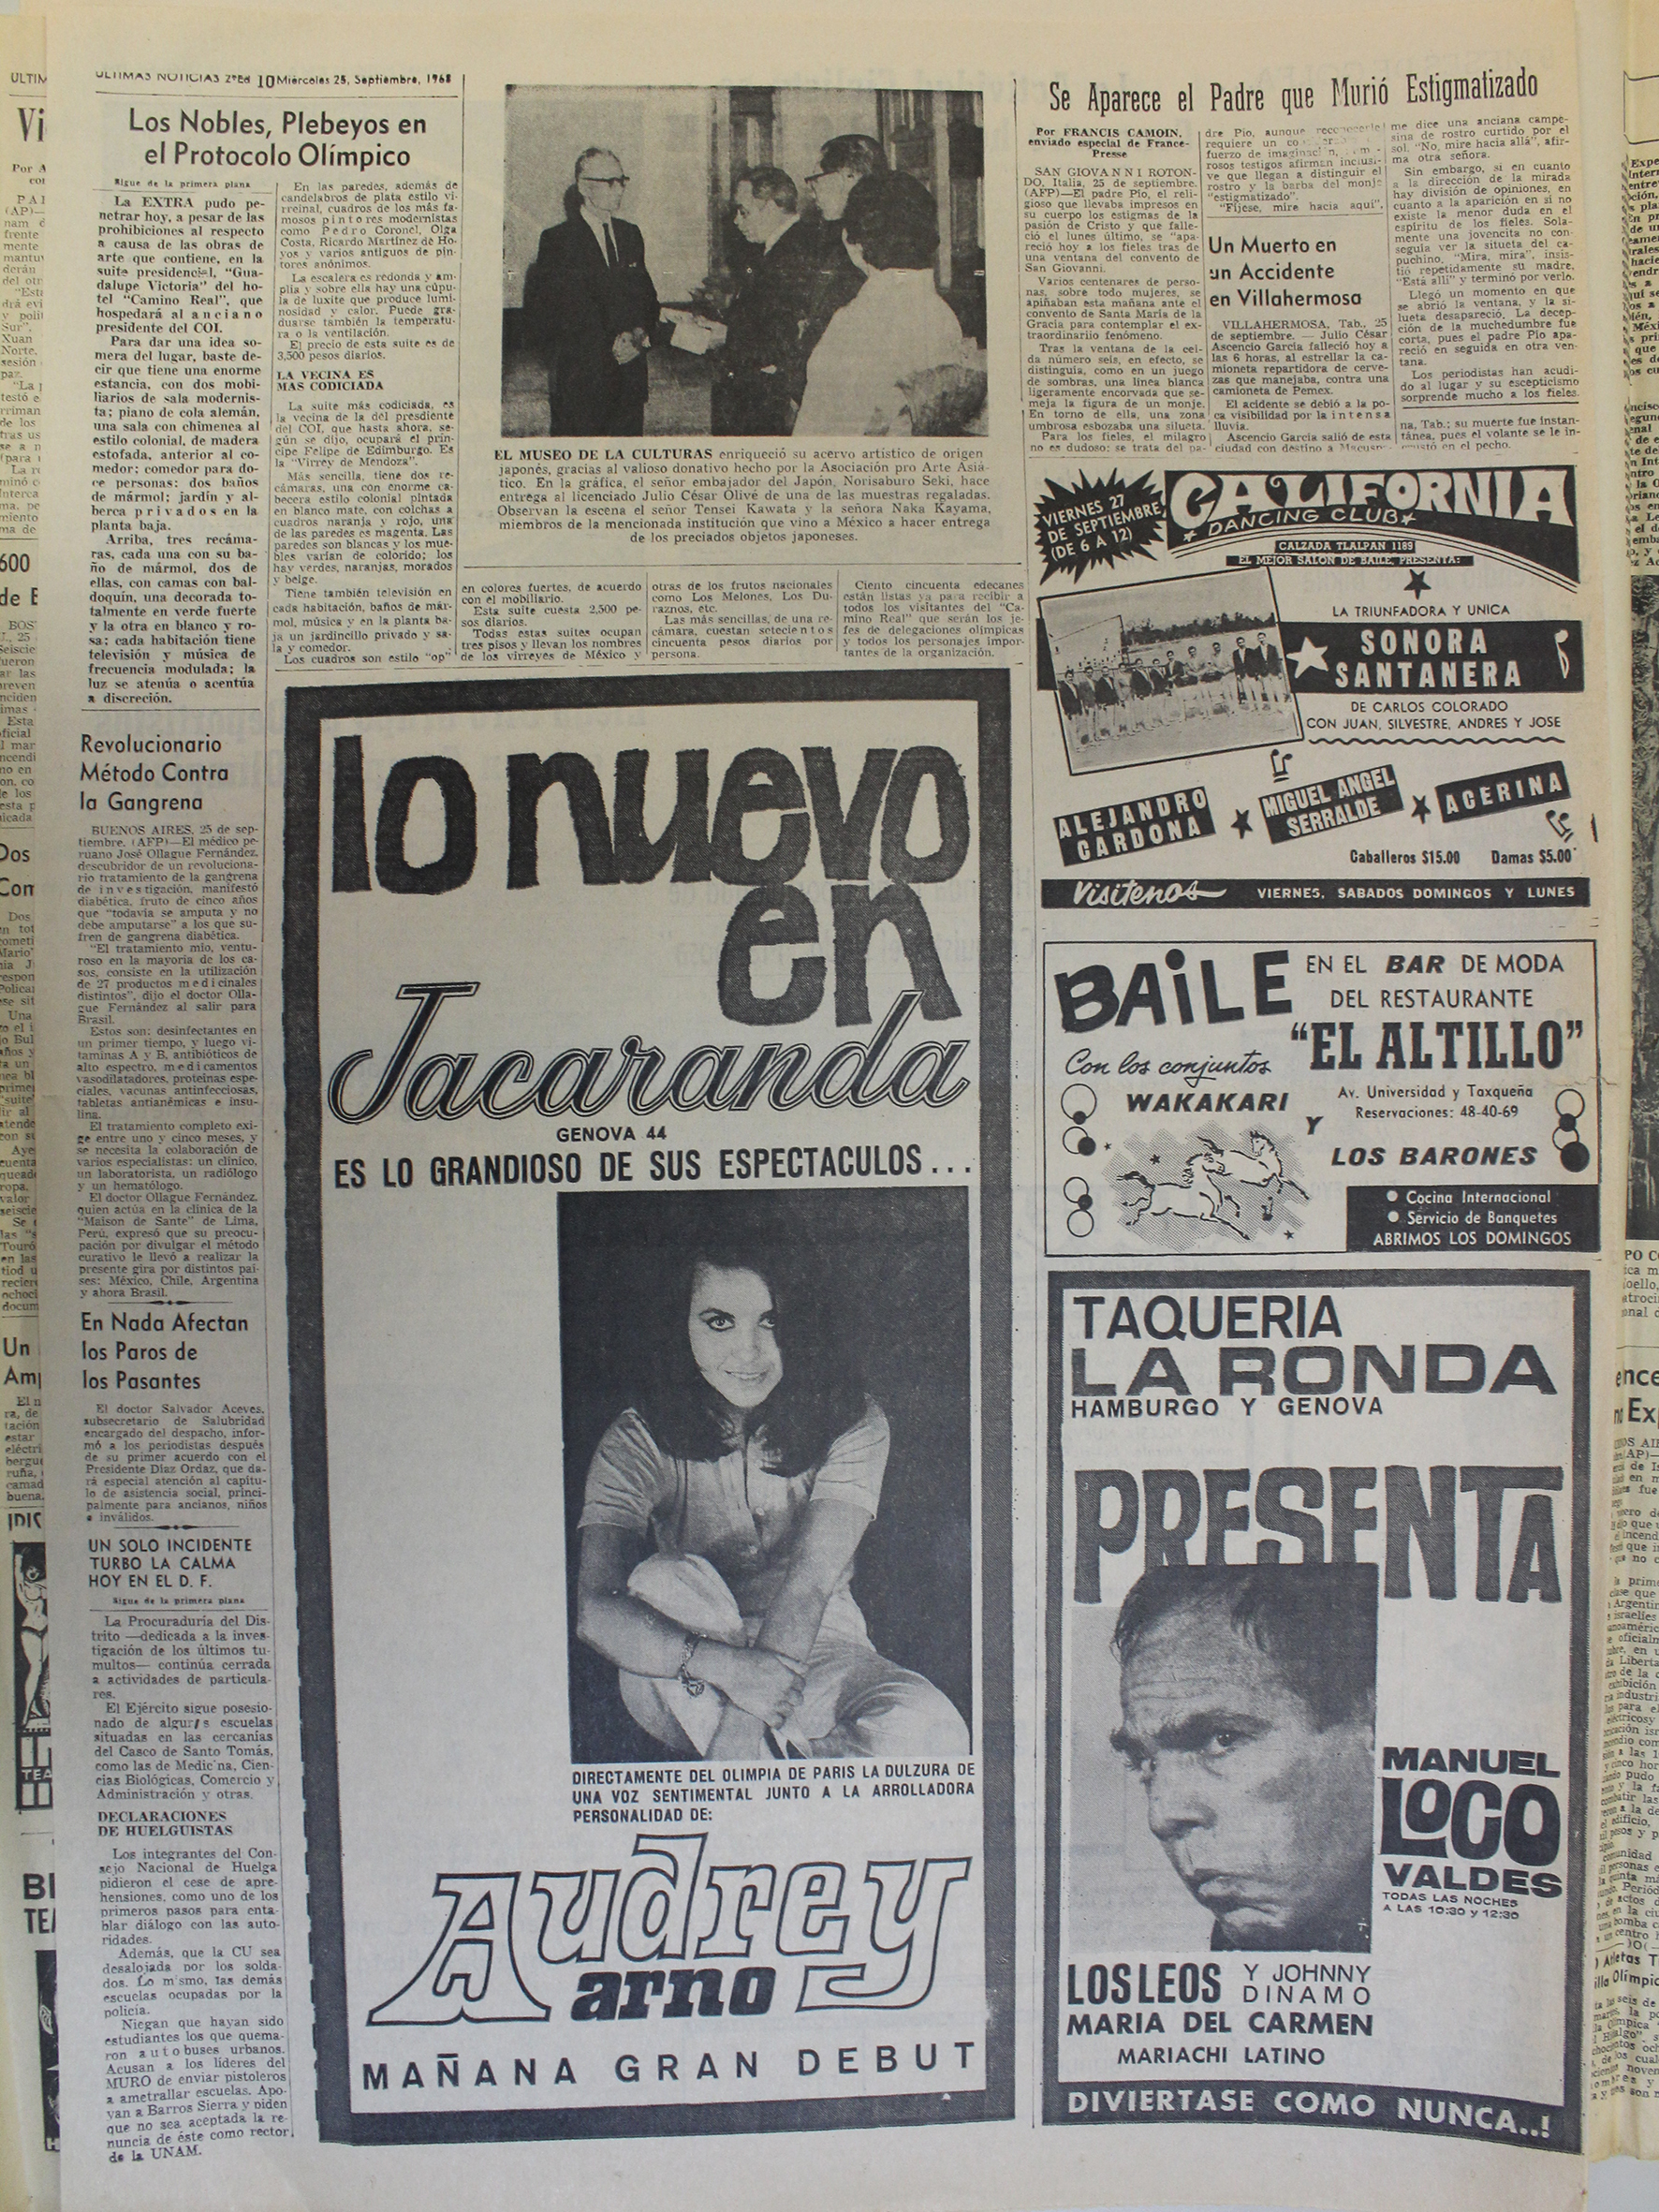 ULTIMAS NOTICIAS 2ª Ed 10 Miércoles 25, Septiembre, 1968
Los Nobles, Plebeyos en
el Protocolo Olímpico
Sigue de la primera plana
La EXTRA pudo pe-
netrar hoy, a pesar de las
prohibiciones al respecto
a causa de las obras de
arte que contiene, en la
suite presidencial, "Gua-
dalupe Victoria" del ho-
tel "Camino Real", que
hospedará al anciano
presidente del COI.
Para dar una idea so-
mera del lugar, baste de-
cir que tiene una enorme
estancia, con dos mobi-
liarios de sala modernis-
ta; piano de cola alemán,
una sala con chimenea al
estilo colonial, de madera
estofada, anterior al co-
medor; comedor para do-
ce personas; dos baños
de mármol; jardín y al-
berca privados en la
planta baja.
Arriba, tres recáma-
ras, cada una con su ba-
ño de mármol, dos de
ellas, con camas con bal-
doquín, una decorada to-
talmente en verde fuerte
y la otra en blanco y ro-
sa; cada habitación tiene
televisión y música de
frecuencia modulada; la
luz se atenúa o acentúa
a discreción.
En las paredes, además de
candelabros de plata estilo vi-
rreinal, cuadros de los más fa-
mosos pintores modernistas
como Pedro Coronel, Olga
Costa, Ricardo Martínez de Ho-
yos y varios antiguos de pin-
tores anónimos.
La escalera es redonda y am-
plia y sobre ella hay una cúpu-
la de luxite que produce lumi-
nosidad y calor. Puede gra-
duarse también la temperatu-
ra o la ventilación.
El precio de esta suite es de
3,500 pesos diarios.
LA VECINA ES
MAS CODICIADA
La suite más codiciada, es
la vecina de la del presidente
del COI, que hasta ahora, se-
gún se dijo, ocupará el prín-
cipe Felipe de Edimburgo. Es
la "Virrey de Mendoza".
Más sencilla, tiene dos re-
cámaras, una con enorme ca-
becera estilo colonial pintada
en blanco mate, con colchas a
cuadros naranja y rojo, una
de las paredes es magenta. Las
paredes son blancas y los mue-
bles varían de colorido; los
hay verdes, naranjas, morados
y beige.
Tiene también televisión en
cada habitación, baños de már-
mol, música y en la planta ba-
ja un jardincillo privado y sa-
la y comedor.
Los cuadros son estilo "op"
en colores fuertes, de acuerdo
con el mobiliario.
Esta suite cuesta 2,500 pe-
sos diarios.
Todas estas suites ocupan
tres pisos y llevan los nombres
de los virreyes de México y
otras de los frutos nacionales
como Los Melones, Los Du-
raznos, etc.
Las más sencillas, de una re-
cámara, cuestan setecientos
cincuenta pesos diarios por
persona.
Ciento cincuenta edecanes
están listas ya para recibir a
todos los visitantes del "Ca-
mino Real" que serán los je-
fes de delegaciones olímpicas
y todos los personajes impor-
tantes de la organización.
EL MUSEO DE LA CULTURAS enriqueció su acervo artístico de origen
japonés, gracias al valioso donativo hecho por la Asociación pro Arte Asiá-
tico. En la gráfica, el señor embajador del Japón, Norisaburo Seki, hace
entrega al licenciado Julio César Olivé de una de las muestras regaladas.
Observan la escena el señor Tensei Kawata y la señora Naka Kayama,
miembros de la mencionada institución que vino a México a hacer entrega
de los preciados objetos japoneses.
Se Aparece el Padre que Murió Estigmatizado
Por FRANCIS CAMOIN,
enviado especial de France-
Presse
SAN GIOVANNI ROTON-
DO, Italia, 25 de septiembre.
(AFP)—El padre Pío, el reli-
gioso que llevaba impresos en
su cuerpo los estigmas de la
pasión de Cristo y que falle-
ció el lunes último, se "apa-
reció hoy a los fieles tras de
una ventana del convento de
San Giovanni.
Varios centenares de perso-
nas, sobre todo mujeres, se
apiñaban esta mañana ante el
convento de Santa María de la
Gracia para contemplar el ex-
traordinario fenómeno.
Tras la ventana de la cel-
da número seis, en efecto, se
distinguía, como en un juego
de sombras, una línea blanca
ligeramente encorvada que se-
meja la figura de un monje.
En torno de ella, una zona
umbrosa esbozaba una silueta.
Para los fieles, el milagro
no es dudoso; se trata del pa-
dre Pío, aunque reconocerle
requiere un
fuerzo de
rosos testigos afirman inclusi-
ve que llegan a distinguir el
rostro y la barba del monje
"estigmatizado".
"Fíjese, mire hacia aquí",
me dice una anciana campe-
sina de rostro curtido por el
sol. "No, mire hacia allá", afir-
ma otra señora.
Sin embargo, si en cuanto
a la dirección de la mirada
hay división de opiniones, en
cuanto a la aparición en sí no
existe la menor duda en el
espíritu de los fieles. Sola-
mente una jovencita no con-
seguía ver la silueta del ca-
puchino. "Mira, mira", insis-
tió repetidamente su madre,
"Está allí" y terminó por verlo.
Llegó un momento en que
se abrió la ventana, y la si-
lueta desapareció. La decep-
ción de la muchedumbre fue
corta, pues el padre Pío apa-
reció en seguida en otra ven-
tana.
Los periodistas han acudi-
do al lugar y su escepticismo
sorprende mucho a los fieles.
Un Muerto en
un Accidente
en Villahermosa
VILLAHERMOSA, Tab., 25
de septiembre. — Julio César
Ascencio García falleció hoy a
las 6 horas, al estrellar la ca-
mioneta repartidora de cerve-
zas que manejaba, contra una
camioneta de Pemex.
El acidente se debió a la po-
ca visibilidad por la intensa
lluvia.
Ascencio García salió de esta
ciudad con destino a Macuspa-
na, Tab.; su muerte fue instan-
tánea, pues el volante se le in-
crustó en el pecho.
Revolucionario
Método Contra
la Gangrena
BUENOS AIRES, 25 de sep-
tiembre. (AFP)—El médico pe-
ruano José Ollague Fernández,
descubridor de un revoluciona-
rio tratamiento de la gangrena
de investigación, manifestó
diabética, fruto de cinco años
que "todavía se amputa y no
debe amputarse" a los que su-
fren de gangrena diabética.
"El tratamiento mío, ventu-
roso en la mayoría de los ca-
sos, consiste en la utilización
de 27 productos medicinales
distintos", dijo el doctor Olla-
gue Fernández al salir para
Brasil.
Estos son: desinfectantes en
un primer tiempo, y luego vi-
taminas A y B, antibióticos de
alto espectro, medicamentos
vasodilatadores, proteínas espe-
ciales, vacunas antinfecciosas,
tabletas antianémicas e insu-
lina.
El tratamiento completo exi-
ge entre uno y cinco meses, y
se necesita la colaboración de
varios especialistas: un clínico,
un laboratorista, un radiólogo
y un hematólogo.
El doctor Ollague Fernández,
quien actúa en la clínica de la
"Maison de Sante" de Lima,
Perú, expresó que su preocu-
pación por divulgar el método
curativo le llevó a realizar la
presente gira por distintos paí-
ses: México, Chile, Argentina
y ahora Brasil.
En Nada Afectan
los Paros de
los Pasantes
El doctor Salvador Aceves,
subsecretario de Salubridad
encargado del despacho, infor-
mó a los periodistas después
de su primer acuerdo con el
Presidente Díaz Ordaz, que da-
rá especial atención al capítu-
lo de asistencia social, princi-
palmente para ancianos, niños
e inválidos.
UN SOLO INCIDENTE
TURBO LA CALMA
HOY EN EL D. F.
Sigue de la primera plana
La Procuraduría del Dis-
trito —dedicada a la inves-
tigación de los últimos tu-
multos— continúa cerrada
a actividades de particula-
res.
El Ejército sigue posesio-
nado de algunas escuelas
situadas en las cercanías
del Casco de Santo Tomás,
como las de Medicina, Cien-
cias Biológicas, Comercio y
Administración y otras.
DECLARACIONES
DE HUELGUISTAS
Los integrantes del Con-
sejo Nacional de Huelga
pidieron el cese de apre-
hensiones, como uno de los
primeros pasos para enta-
blar diálogo con las auto-
ridades.
Además, que la CU sea
desalojada por los solda-
dos. Lo mismo, las demás
escuelas ocupadas por la
policía.
Niegan que hayan sido
estudiantes los que quema-
ron autobuses urbanos.
Acusan a los líderes del
MURO de enviar pistoleros
a ametrallar escuelas. Apo-
yan a Barros Sierra y piden
que no sea aceptada la re-
nuncia de éste como rector
de la UNAM.
lo nuevo
en
Jacaranda
GENOVA 44
ES LO GRANDIOSO DE SUS ESPECTACULOS...
DIRECTAMENTE DEL OLIMPIA DE PARIS LA DULZURA DE
UNA VOZ SENTIMENTAL JUNTO A LA ARROLLADORA
PERSONALIDAD DE:
Audrey
arno
MAÑANA GRAN DEBUT
VIERNES 27
DE SEPTIEMBRE
(DE 6 A 12)
CALIFORNIA
DANCING CLUB
CALZADA TLALPAN 1189
EL MEJOR SALON DE BAILE, PRESENTA:
LA TRIUNFADORA Y UNICA
SONORA
SANTANERA
DE CARLOS COLORADO
CON JUAN, SILVESTRE, ANDRES Y JOSE
ALEJANDRO
CARDONA
MIGUEL ANGEL
SERRALDE
ACERINA
Caballeros $15.00 Damas $5.00
Visítenos VIERNES, SABADOS DOMINGOS Y LUNES
BAILE EN EL BAR DE MODA
DEL RESTAURANTE
"EL ALTILLO"
Con los conjuntos
Av. Universidad y Taxqueña
Reservaciones: 48-40-69
WAKAKARI
Y
LOS BARONES
Cocina Internacional
Servicio de Banquetes
ABRIMOS LOS DOMINGOS
TAQUERIA
LA RONDA
HAMBURGO Y GENOVA
PRESENTA
MANUEL
LOCO
VALDES
TODAS LAS NOCHES
A LAS 10:30 y 12:30
LOS LEOS Y JOHNNY
DINAMO
MARIA DEL CARMEN
MARIACHI LATINO
DIVIERTASE COMO NUNCA..!